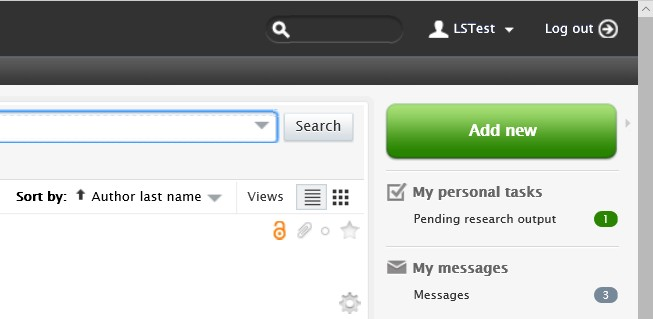 LSTest
Log out
Search
Add new
Sort by: Author last name
Views
My personal tasks
Pending research output 1
My messages
Messages 3